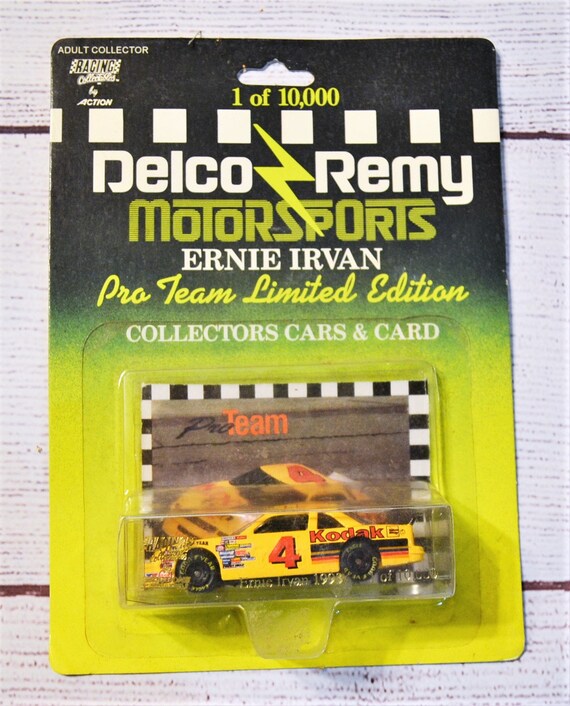 ADULT COLLECTOR
RACING
Collectables
by
ACTION
1 of 10,000
Delco Remy
MOTORSPORTS
ERNIE IRVAN
Pro Team Limited Edition
COLLECTORS CARS & CARD
Pro Team
4
Kodak
4
Ernie Irvan 1993